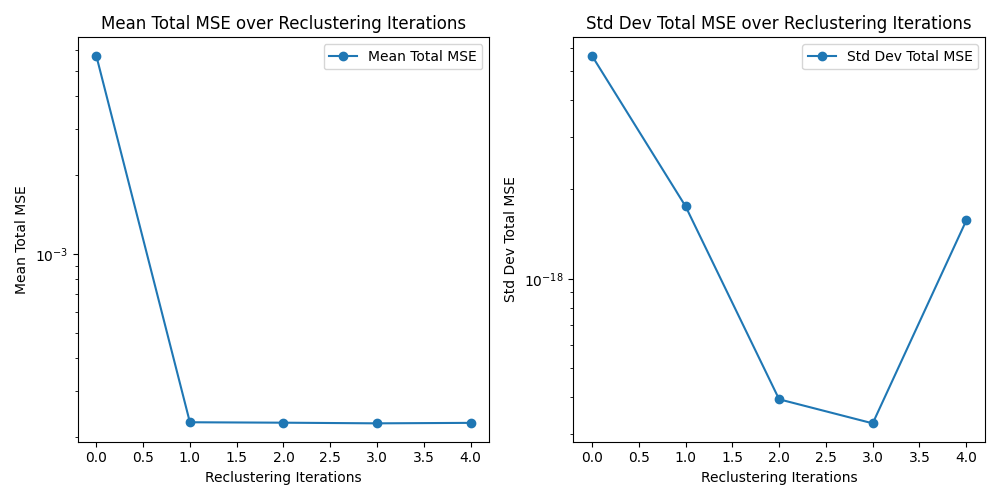 Mean Total MSE over Reclustering Iterations
Mean Total MSE
Mean Total MSE
10⁻³
0.0 0.5 1.0 1.5 2.0 2.5 3.0 3.5 4.0
Reclustering Iterations
Std Dev Total MSE over Reclustering Iterations
Std Dev Total MSE
Std Dev Total MSE
10⁻¹⁸
0.0 0.5 1.0 1.5 2.0 2.5 3.0 3.5 4.0
Reclustering Iterations